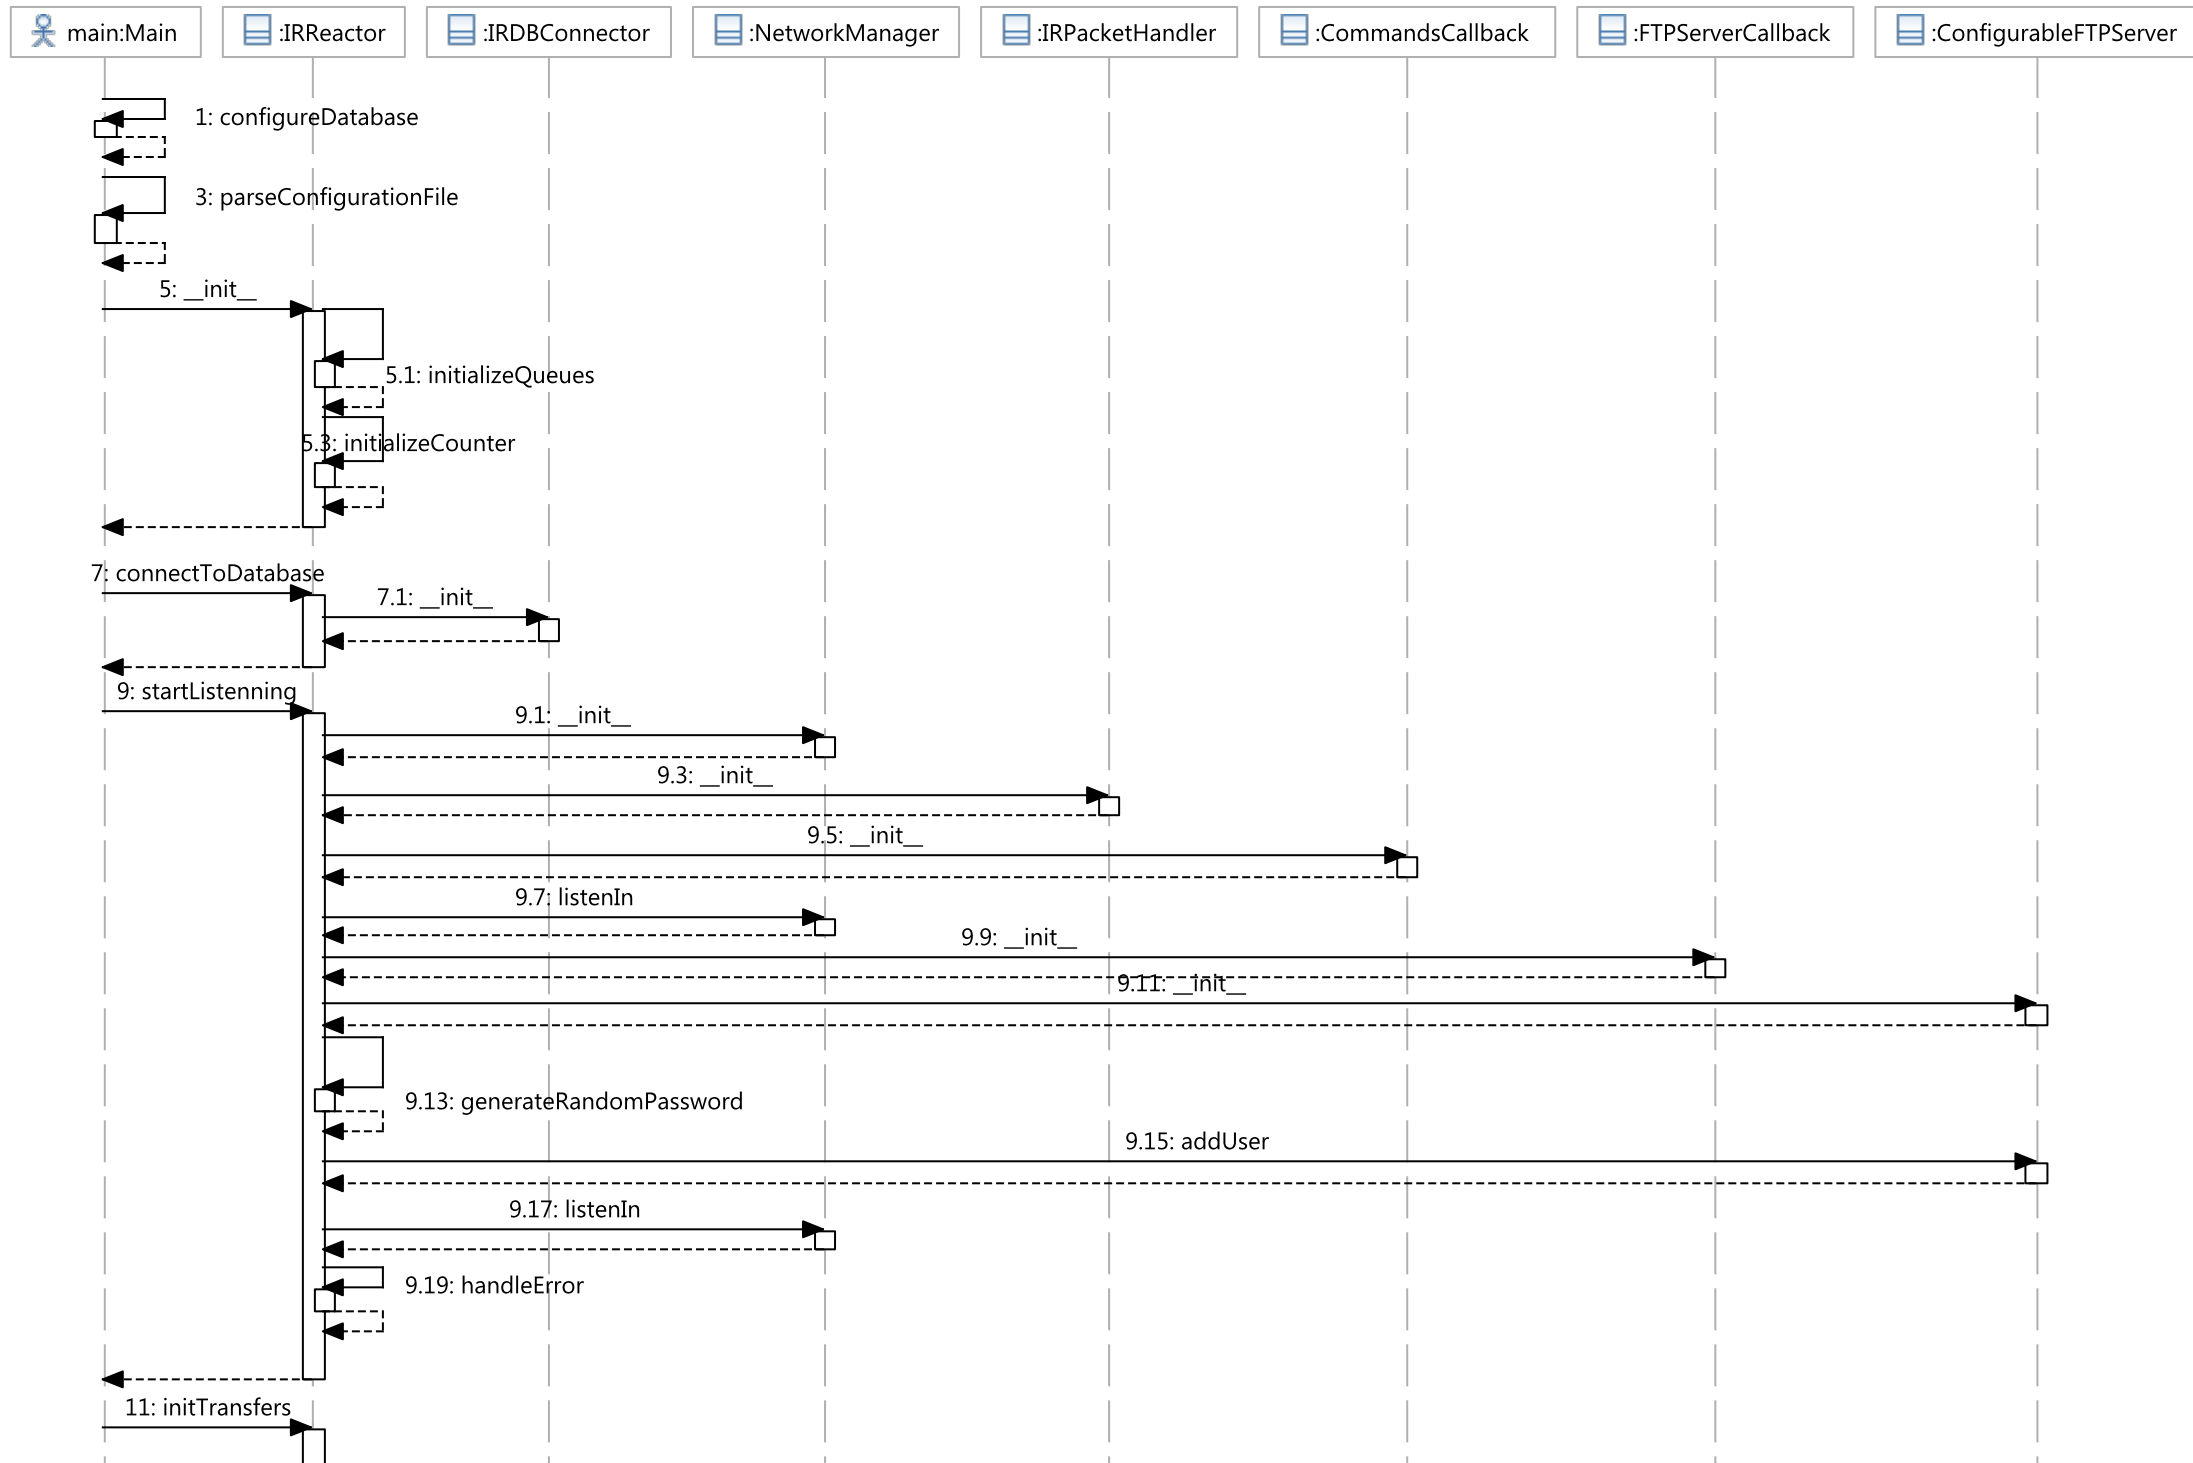 main:Main
:IRReactor
:IRDBConnector
:NetworkManager
:IRPacketHandler
:CommandsCallback
:FTPServerCallback
:ConfigurableFTPServer
1: configureDatabase
3: parseConfigurationFile
5: __init__
5.1: initializeQueues
5.3: initializeCounter
7: connectToDatabase
7.1: __init__
9: startListenning
9.1: __init__
9.3: __init__
9.5: __init__
9.7: listenIn
9.9: __init__
9.11: __init__
9.13: generateRandomPassword
9.15: addUser
9.17: listenIn
9.19: handleError
11: initTransfers